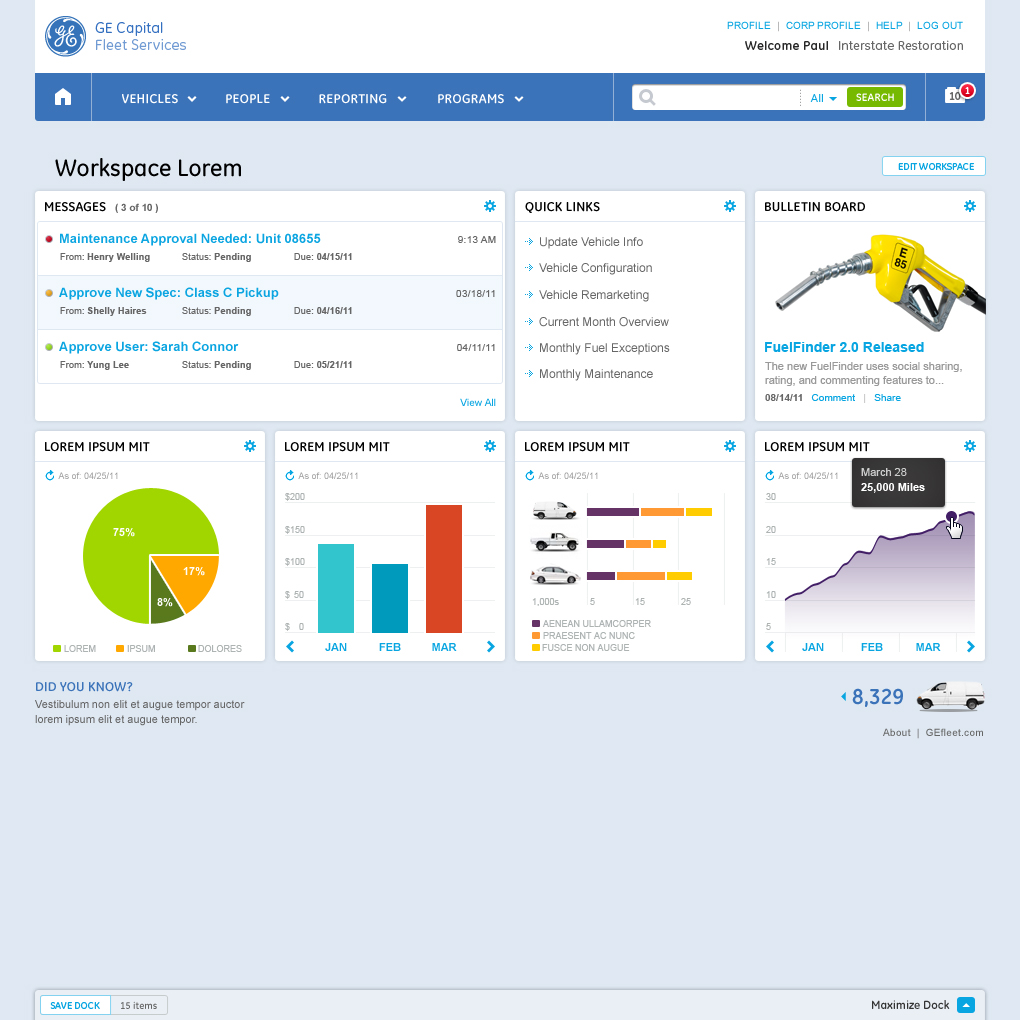 GE Capital
Fleet Services
PROFILE | CORP PROFILE | HELP | LOG OUT
Welcome Paul Interstate Restoration
VEHICLES PEOPLE REPORTING PROGRAMS All SEARCH 10 1
Workspace Lorem
EDIT WORKSPACE
MESSAGES ( 3 of 10 )
Maintenance Approval Needed: Unit 08655 9:13 AM
From: Henry Welling Status: Pending Due: 04/15/11
Approve New Spec: Class C Pickup 03/18/11
From: Shelly Haires Status: Pending Due: 04/16/11
Approve User: Sarah Connor 04/11/11
From: Yung Lee Status: Pending Due: 05/21/11
View All
QUICK LINKS
Update Vehicle Info
Vehicle Configuration
Vehicle Remarketing
Current Month Overview
Monthly Fuel Exceptions
Monthly Maintenance
BULLETIN BOARD
E
85
FuelFinder 2.0 Released
The new FuelFinder uses social sharing,
rating, and commenting features to...
08/14/11 Comment | Share
LOREM IPSUM MIT
As of: 04/25/11
75%
17%
8%
LOREM IPSUM DOLORES
LOREM IPSUM MIT
As of: 04/25/11
$200
$150
$100
$ 50
$ 0
JAN FEB MAR
LOREM IPSUM MIT
As of: 04/25/11
1,000s 5 15 25
AENEAN ULLAMCORPER
PRAESENT AC NUNC
FUSCE NON AUGUE
LOREM IPSUM MIT
As of: 04/25/11
March 28
25,000 Miles
30
20
15
10
5
JAN FEB MAR
DID YOU KNOW?
Vestibulum non elit et augue tempor auctor
lorem ipsum elit et augue tempor.
8,329
About | GEfleet.com
SAVE DOCK 15 items
Maximize Dock